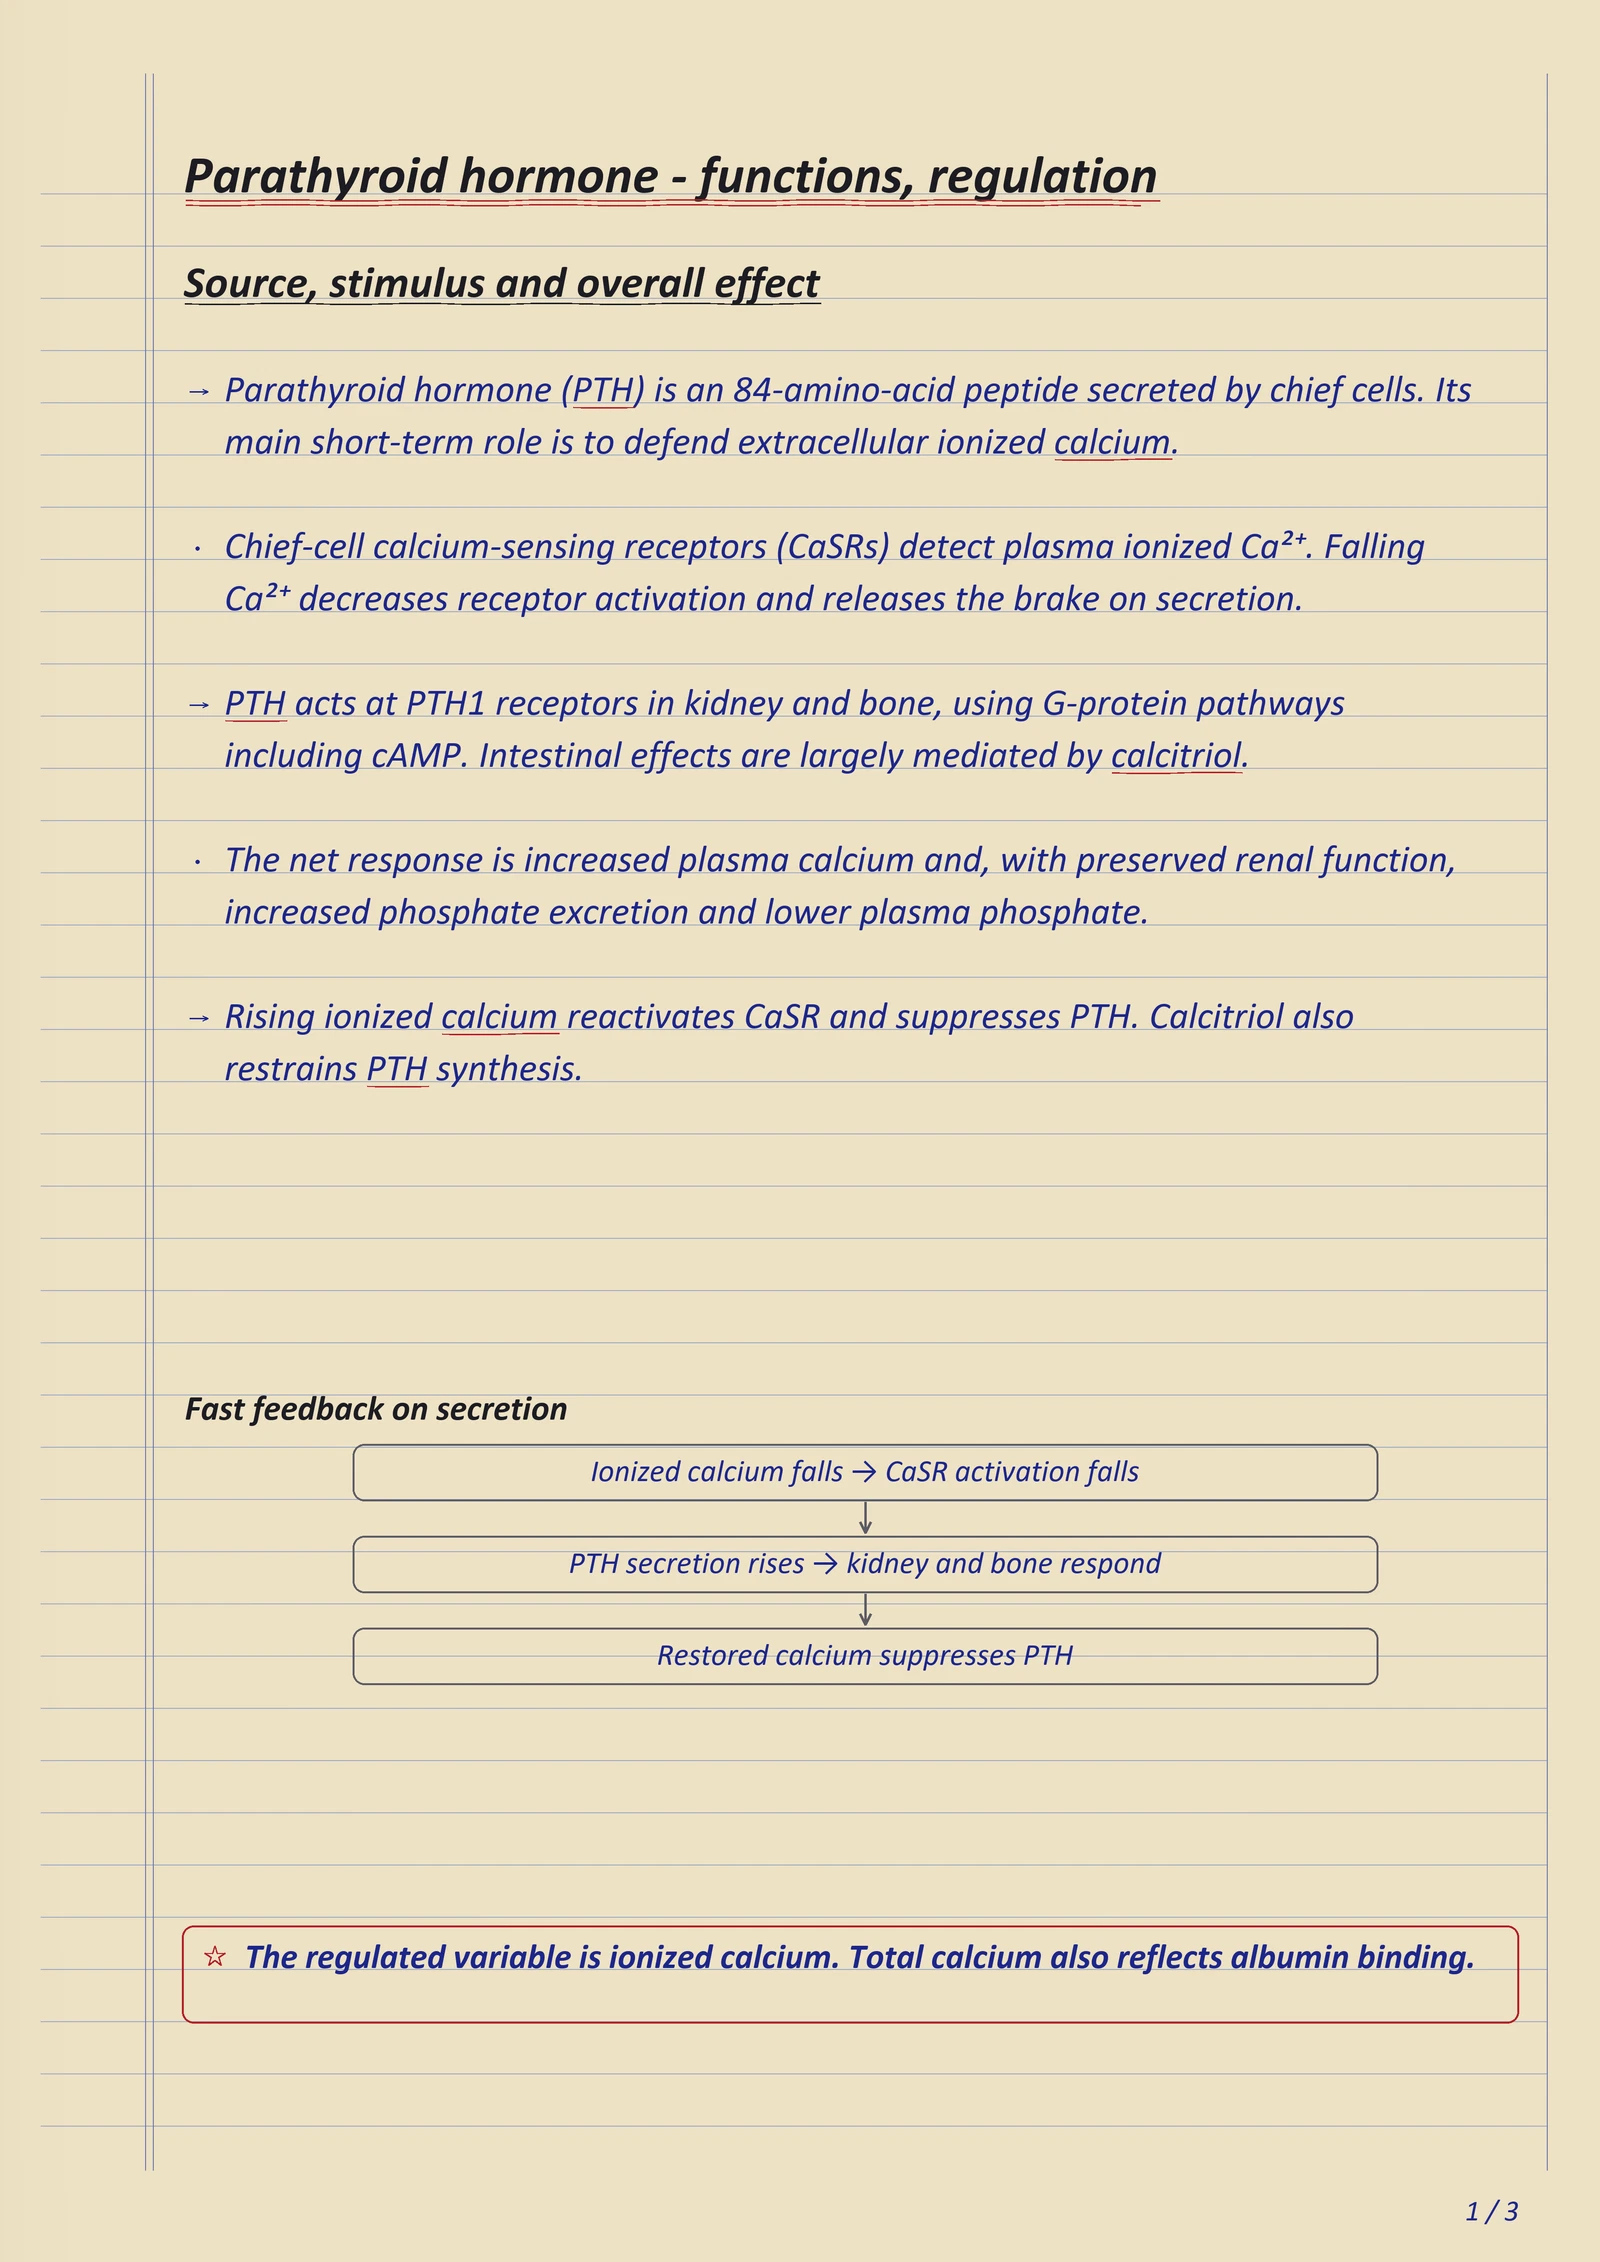 Parathyroid hormone - functions, regulation
Source, stimulus and overall effect
→ Parathyroid hormone (PTH) is an 84-amino-acid peptide secreted by chief cells. Its
main short-term role is to defend extracellular ionized calcium.
· Chief-cell calcium-sensing receptors (CaSRs) detect plasma ionized Ca²⁺. Falling
Ca²⁺ decreases receptor activation and releases the brake on secretion.
→ PTH acts at PTH1 receptors in kidney and bone, using G-protein pathways
including cAMP. Intestinal effects are largely mediated by calcitriol.
· The net response is increased plasma calcium and, with preserved renal function,
increased phosphate excretion and lower plasma phosphate.
→ Rising ionized calcium reactivates CaSR and suppresses PTH. Calcitriol also
restrains PTH synthesis.
Fast feedback on secretion
Ionized calcium falls → CaSR activation falls
PTH secretion rises → kidney and bone respond
Restored calcium suppresses PTH
☆ The regulated variable is ionized calcium. Total calcium also reflects albumin binding.
1 / 3